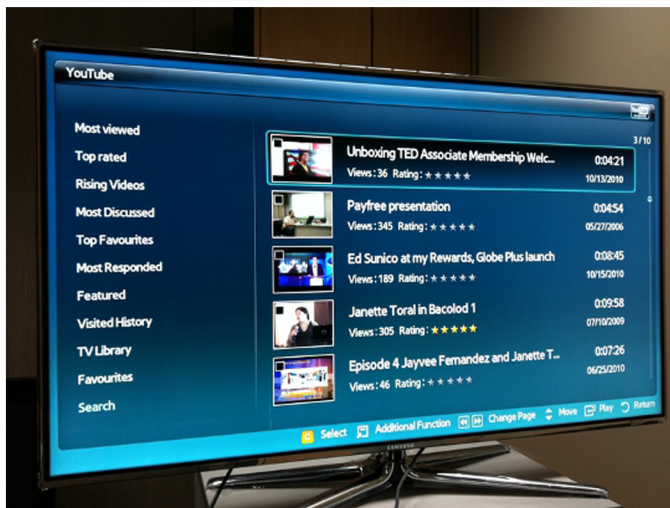 YouTube
3/10
Most viewed
Top rated
Rising Videos
Most Discussed
Top Favourites
Most Responded
Featured
Visited History
TV Library
Favourites
Search
Unboxing TED Associate Membership Welc... 0:04:21
Views: 36 Rating: ★★★★★ 10/13/2010
Payfree presentation 0:04:54
Views: 345 Rating: ★★★★★ 05/27/2006
Ed Sunico at my Rewards, Globe Plus launch 0:08:45
Views: 189 Rating: ★★★★★ 10/15/2010
Janette Toral in Bacolod 1 0:09:58
Views: 305 Rating: ★★★★★ 07/10/2009
Episode 4 Jayvee Fernandez and Janette T... 0:07:26
Views: 46 Rating: ★★★★★ 06/25/2010
C Select Additional Function Change Page Move Play Return
SAMSUNG